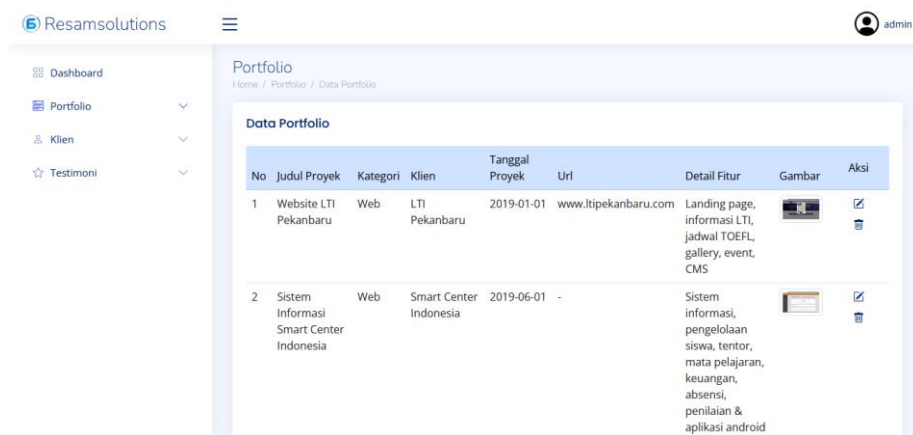 Resamsolutions
admin
Dashboard
Portfolio
Klien
Testimoni
Portfolio
Home / Portfolio / Data Portfolio
Data Portfolio
No Judul Proyek Kategori Klien Tanggal Proyek Url Detail Fitur Gambar Aksi
1 Website LTI Web LTI 2019-01-01 www.ltipekanbaru.com Landing page,
Pekanbaru Pekanbaru informasi LTI,
jadwal TOEFL,
gallery, event,
CMS
2 Sistem Web Smart Center 2019-06-01 - Sistem
Informasi Indonesia informasi,
Smart Center pengelolaan
Indonesia siswa, tentor,
mata pelajaran,
keuangan,
absensi,
penilaian &
aplikasi android